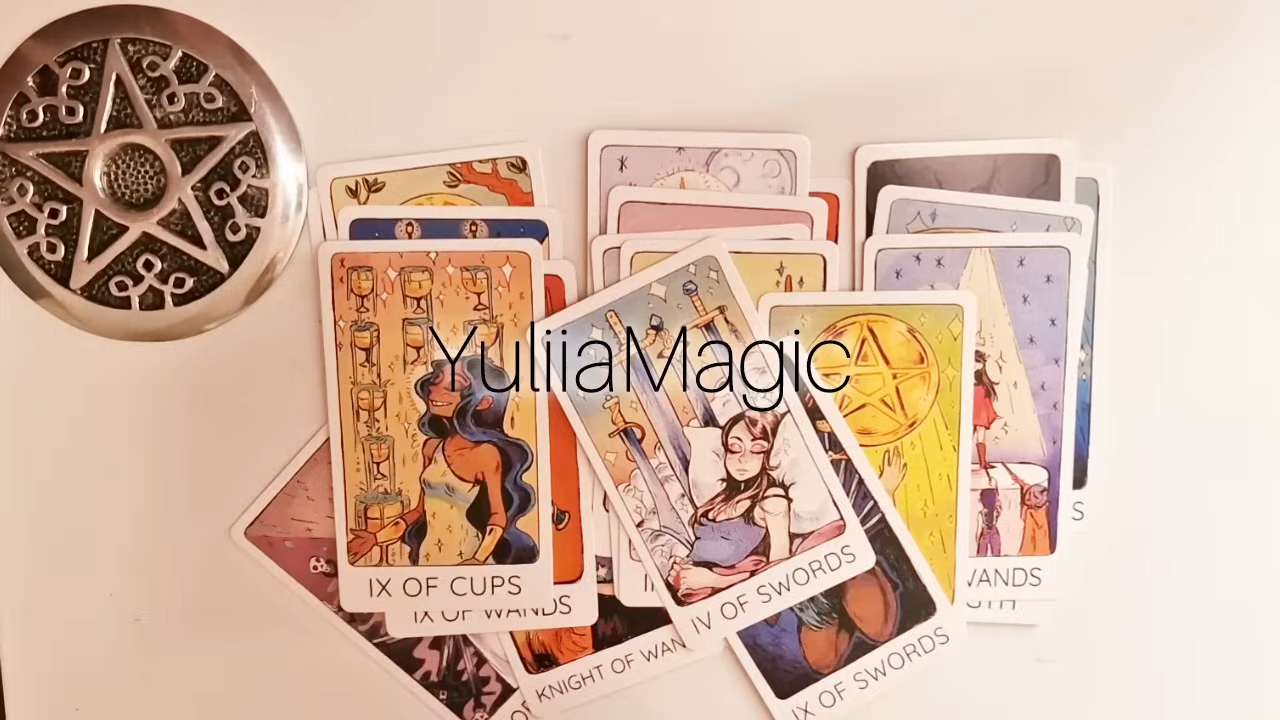 YuliiaMagic
IX OF CUPS
IX OF WANDS
KNIGHT OF WAN
IV OF SWORDS
IX OF SWORDS
WANDS
S